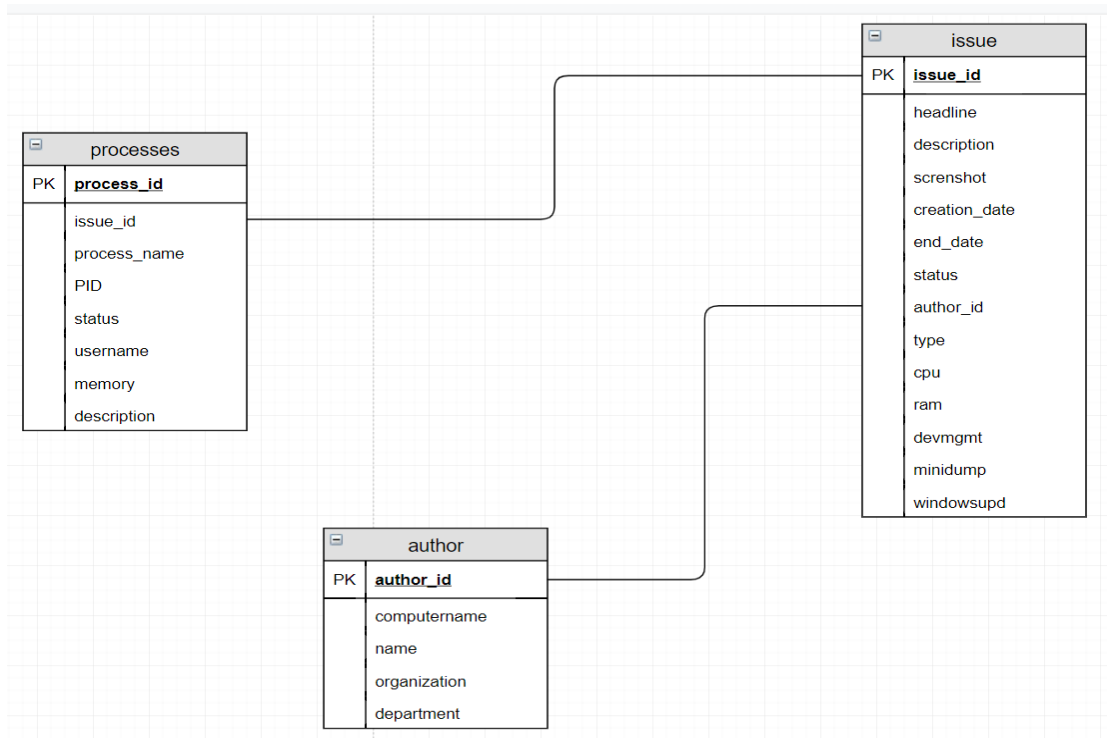 processes
PK process_id
issue_id
process_name
PID
status
username
memory
description
issue
PK issue_id
headline
description
screnshot
creation_date
end_date
status
author_id
type
cpu
ram
devmgmt
minidump
windowsupd
author
PK author_id
computername
name
organization
department